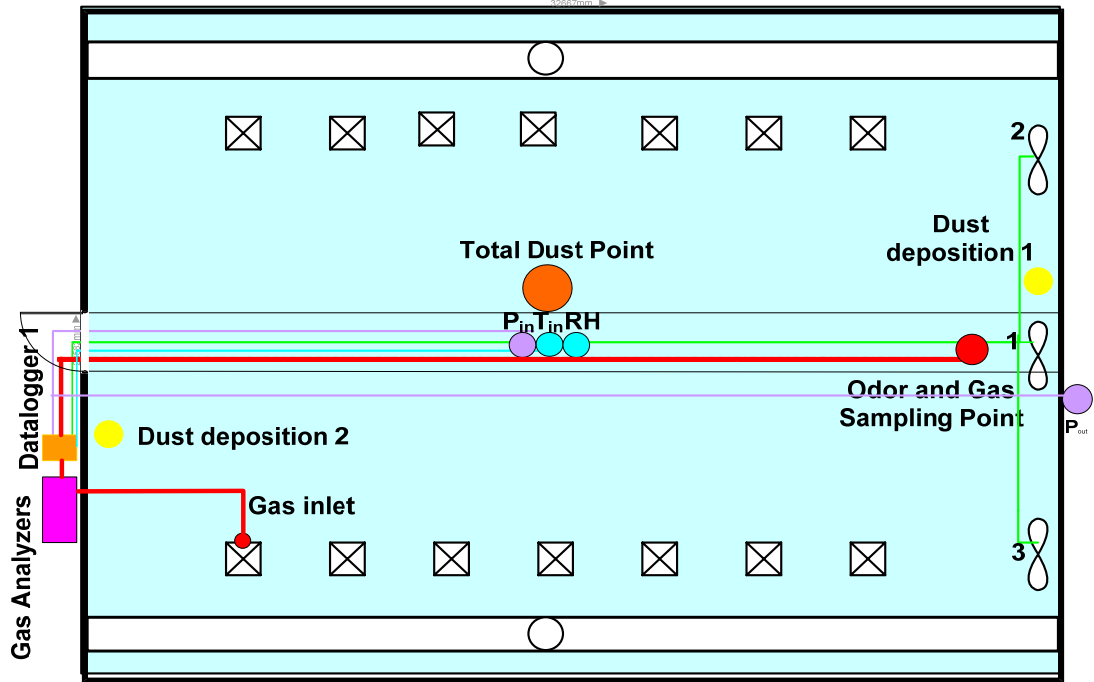 32667mm
2
Dust
deposition 1
Total Dust Point
PinTinRH
1
Datalogger 1
Odor and Gas
Sampling Point
Pout
Dust deposition 2
Gas inlet
Gas Analyzers
3